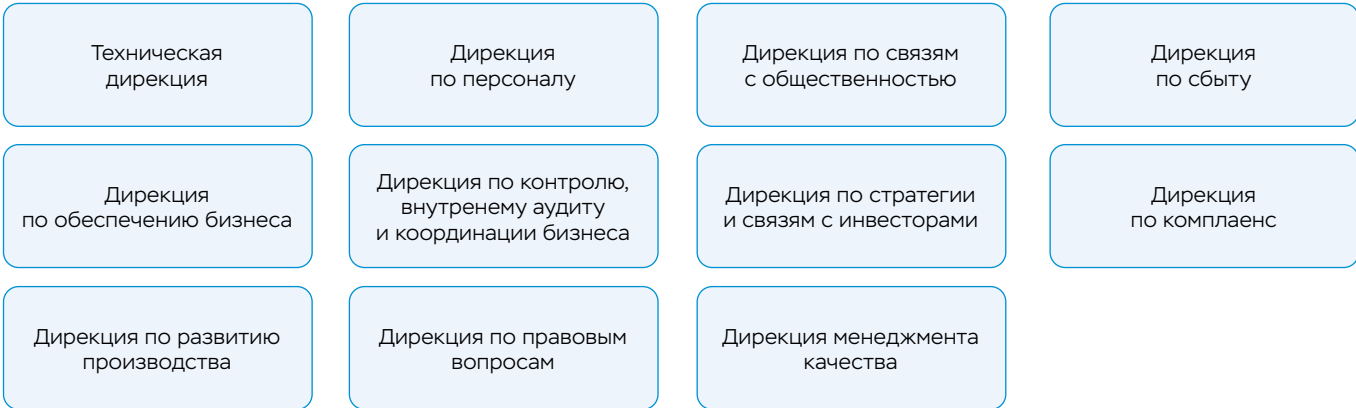 Техническая
дирекция
Дирекция
по персоналу
Дирекция по связям
с общественностью
Дирекция
по сбыту
Дирекция
по обеспечению бизнеса
Дирекция по контролю,
внутренему аудиту
и координации бизнеса
Дирекция по стратегии
и связям с инвесторами
Дирекция
по комплаенс
Дирекция по развитию
производства
Дирекция по правовым
вопросам
Дирекция менеджмента
качества